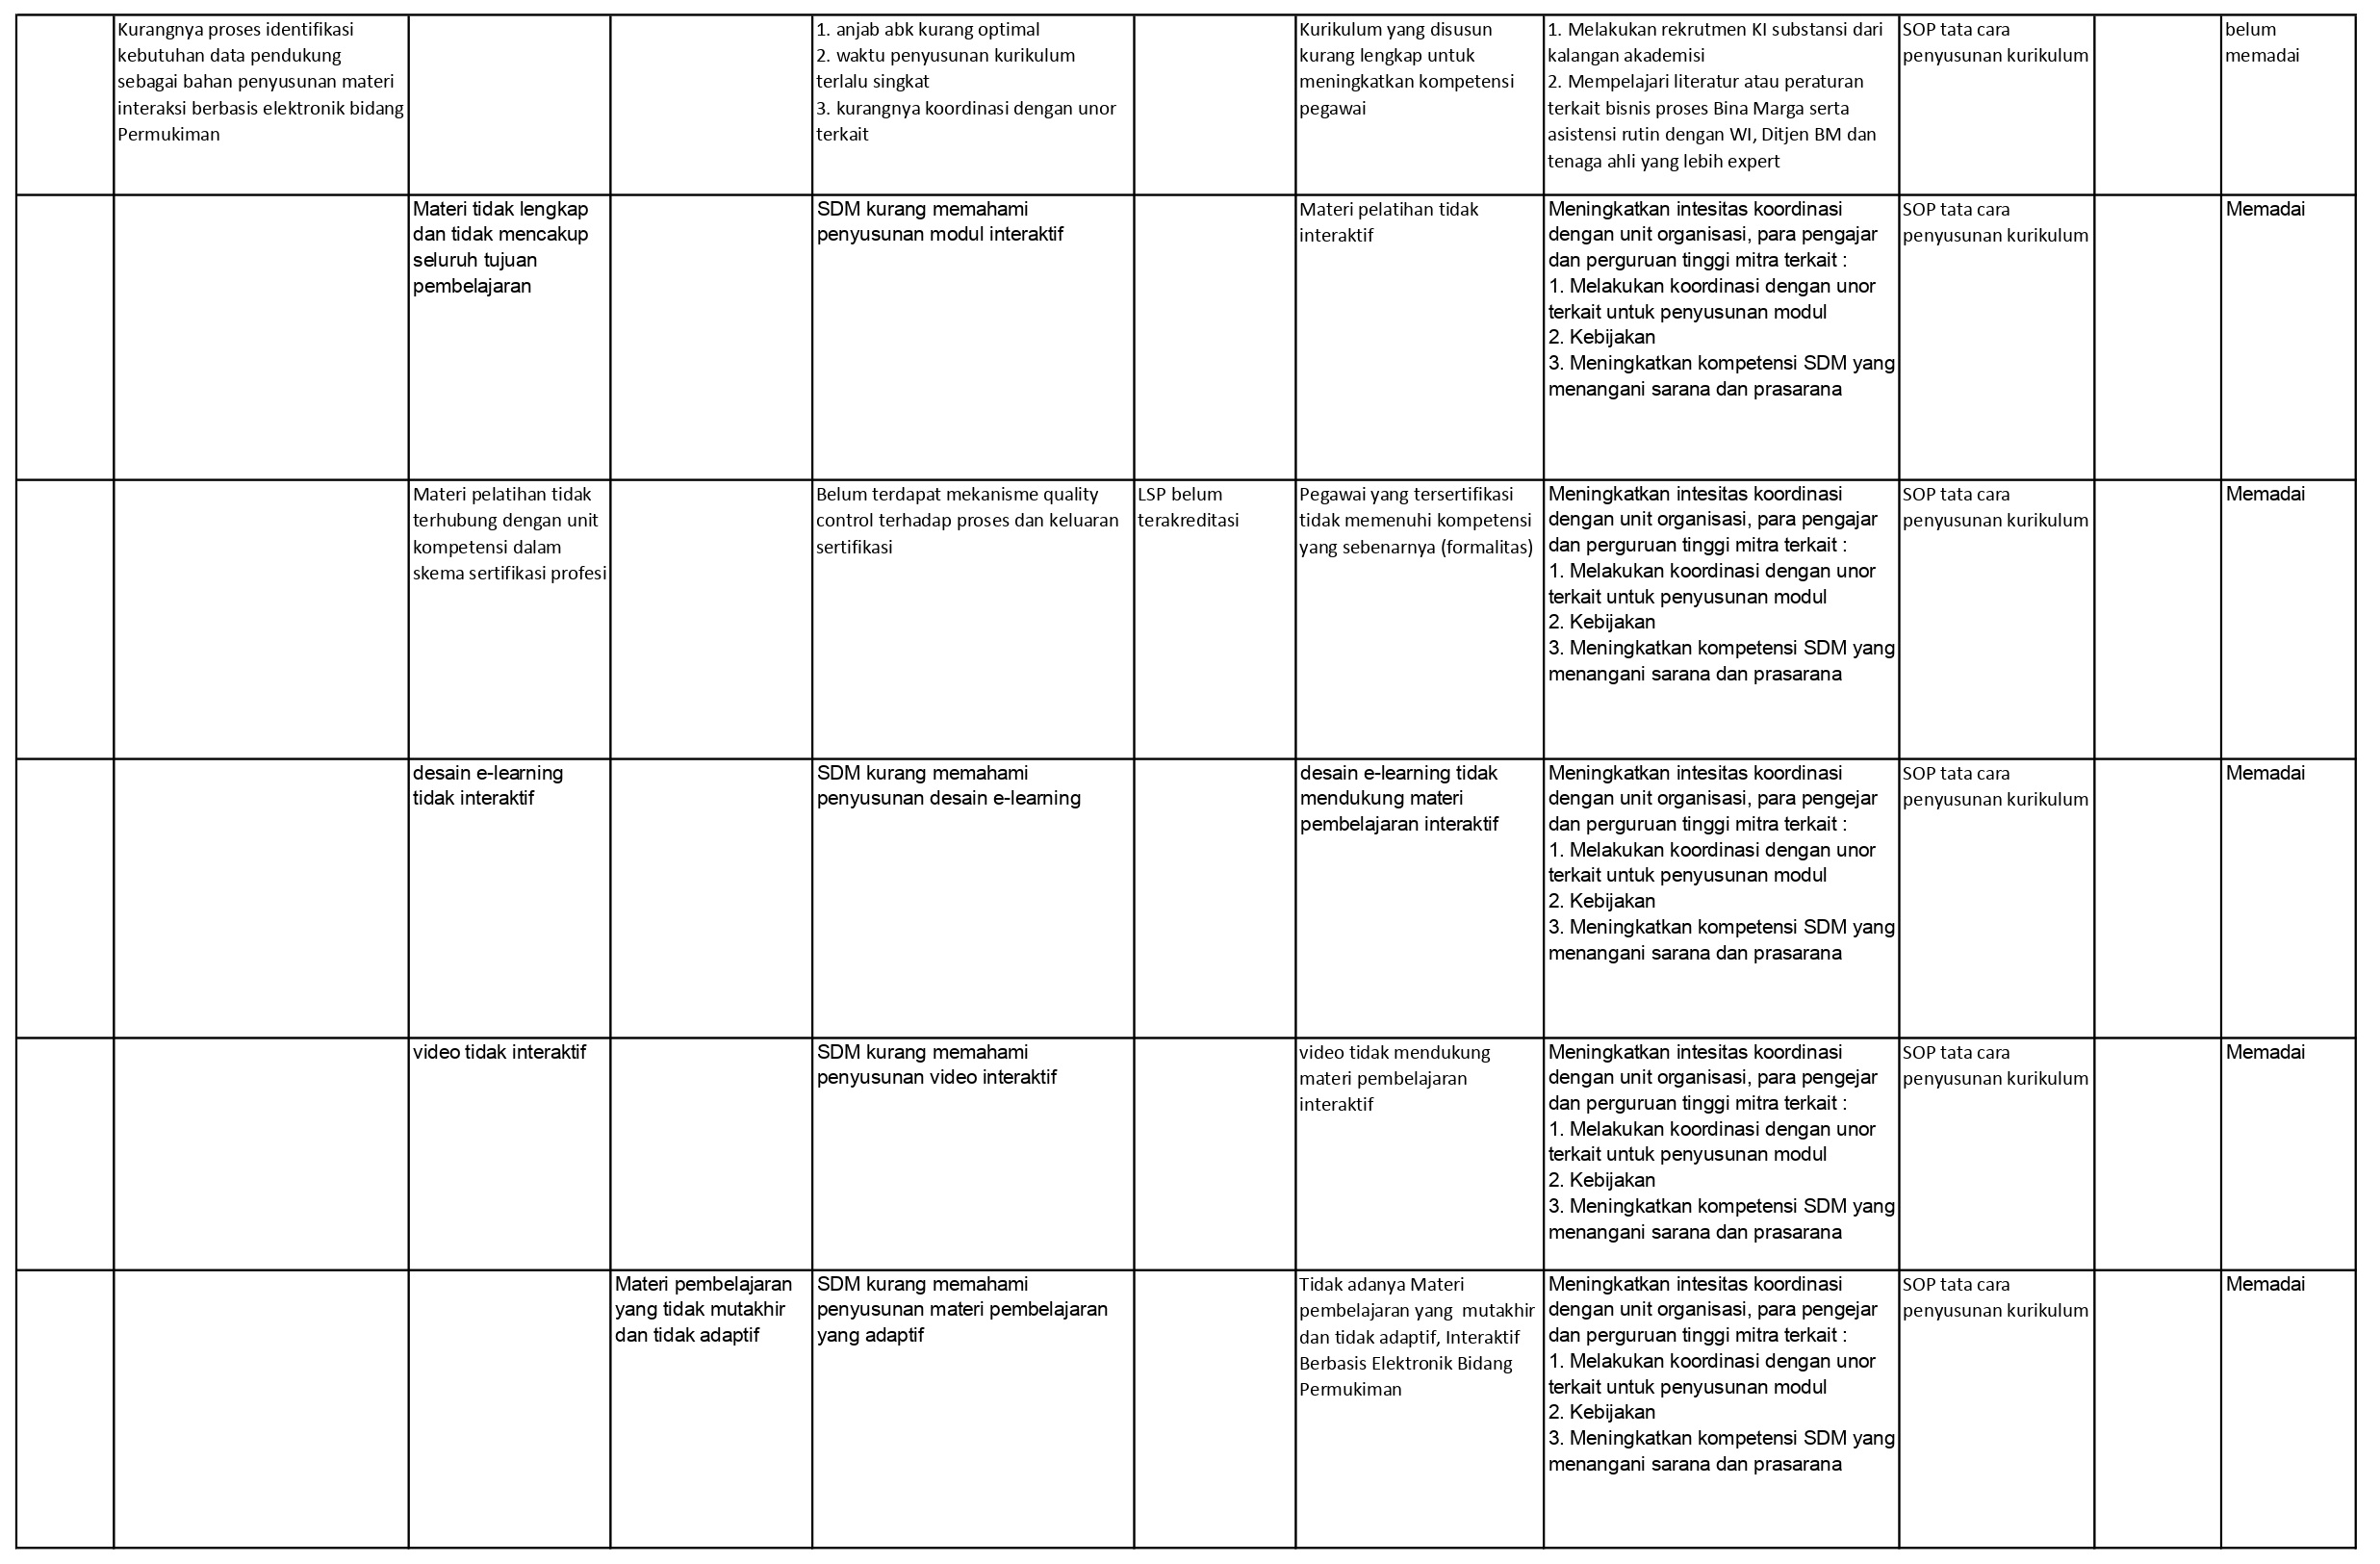 Kurangnya proses identifikasi
kebutuhan data pendukung
sebagai bahan penyusunan materi
interaksi berbasis elektronik bidang
Permukiman
1. anjab abk kurang optimal
2. waktu penyusunan kurikulum
terlalu singkat
3. kurangnya koordinasi dengan unor
terkait
Kurikulum yang disusun
kurang lengkap untuk
meningkatkan kompetensi
pegawai
1. Melakukan rekrutmen KI substansi dari
kalangan akademisi
2. Mempelajari literatur atau peraturan
terkait bisnis proses Bina Marga serta
asistensi rutin dengan WI, Ditjen BM dan
tenaga ahli yang lebih expert
SOP tata cara
penyusunan kurikulum
belum
memadai
Materi tidak lengkap
dan tidak mencakup
seluruh tujuan
pembelajaran
SDM kurang memahami
penyusunan modul interaktif
Materi pelatihan tidak
interaktif
Meningkatkan intesitas koordinasi
dengan unit organisasi, para pengajar
dan perguruan tinggi mitra terkait :
1. Melakukan koordinasi dengan unor
terkait untuk penyusunan modul
2. Kebijakan
3. Meningkatkan kompetensi SDM yang
menangani sarana dan prasarana
SOP tata cara
penyusunan kurikulum
Memadai
Materi pelatihan tidak
terhubung dengan unit
kompetensi dalam
skema sertifikasi profesi
Belum terdapat mekanisme quality
control terhadap proses dan keluaran
sertifikasi
LSP belum
terakreditasi
Pegawai yang tersertifikasi
tidak memenuhi kompetensi
yang sebenarnya (formalitas)
Meningkatkan intesitas koordinasi
dengan unit organisasi, para pengajar
dan perguruan tinggi mitra terkait :
1. Melakukan koordinasi dengan unor
terkait untuk penyusunan modul
2. Kebijakan
3. Meningkatkan kompetensi SDM yang
menangani sarana dan prasarana
SOP tata cara
penyusunan kurikulum
Memadai
desain e-learning
tidak interaktif
SDM kurang memahami
penyusunan desain e-learning
desain e-learning tidak
mendukung materi
pembelajaran interaktif
Meningkatkan intesitas koordinasi
dengan unit organisasi, para pengejar
dan perguruan tinggi mitra terkait :
1. Melakukan koordinasi dengan unor
terkait untuk penyusunan modul
2. Kebijakan
3. Meningkatkan kompetensi SDM yang
menangani sarana dan prasarana
SOP tata cara
penyusunan kurikulum
Memadai
video tidak interaktif
SDM kurang memahami
penyusunan video interaktif
video tidak mendukung
materi pembelajaran
interaktif
Meningkatkan intesitas koordinasi
dengan unit organisasi, para pengejar
dan perguruan tinggi mitra terkait :
1. Melakukan koordinasi dengan unor
terkait untuk penyusunan modul
2. Kebijakan
3. Meningkatkan kompetensi SDM yang
menangani sarana dan prasarana
SOP tata cara
penyusunan kurikulum
Memadai
Materi pembelajaran
yang tidak mutakhir
dan tidak adaptif
SDM kurang memahami
penyusunan materi pembelajaran
yang adaptif
Tidak adanya Materi
pembelajaran yang  mutakhir
dan tidak adaptif, Interaktif
Berbasis Elektronik Bidang
Permukiman
Meningkatkan intesitas koordinasi
dengan unit organisasi, para pengejar
dan perguruan tinggi mitra terkait :
1. Melakukan koordinasi dengan unor
terkait untuk penyusunan modul
2. Kebijakan
3. Meningkatkan kompetensi SDM yang
menangani sarana dan prasarana
SOP tata cara
penyusunan kurikulum
Memadai